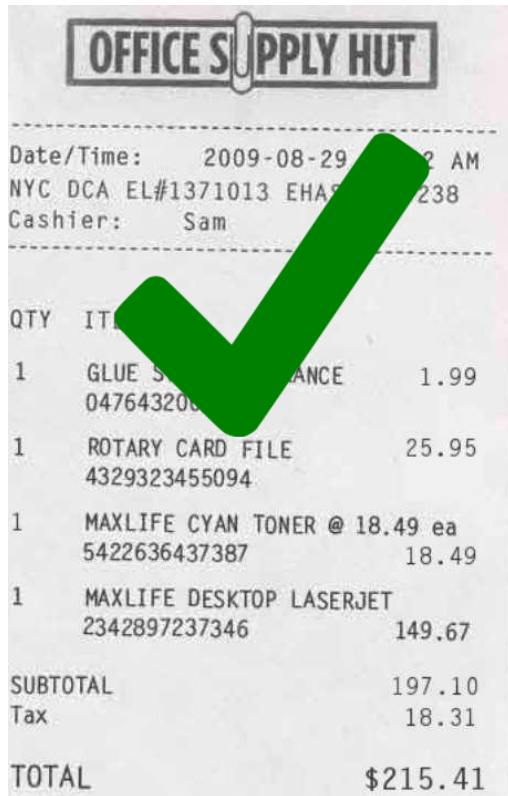 OFFICE SUPPLY HUT
Date/Time: 2009-08-29 AM
NYC DCA EL#1371013 238
Cashier: Sam
QTY
1 GLUE 1.99
1 ROTARY CARD FILE 25.95
4329323455094
1 MAXLIFE CYAN TONER @ 18.49 ea
5422636437387 18.49
1 MAXLIFE DESKTOP LASERJET
2342897237346 149.67
SUBTOTAL 197.10
Tax 18.31
TOTAL $215.41